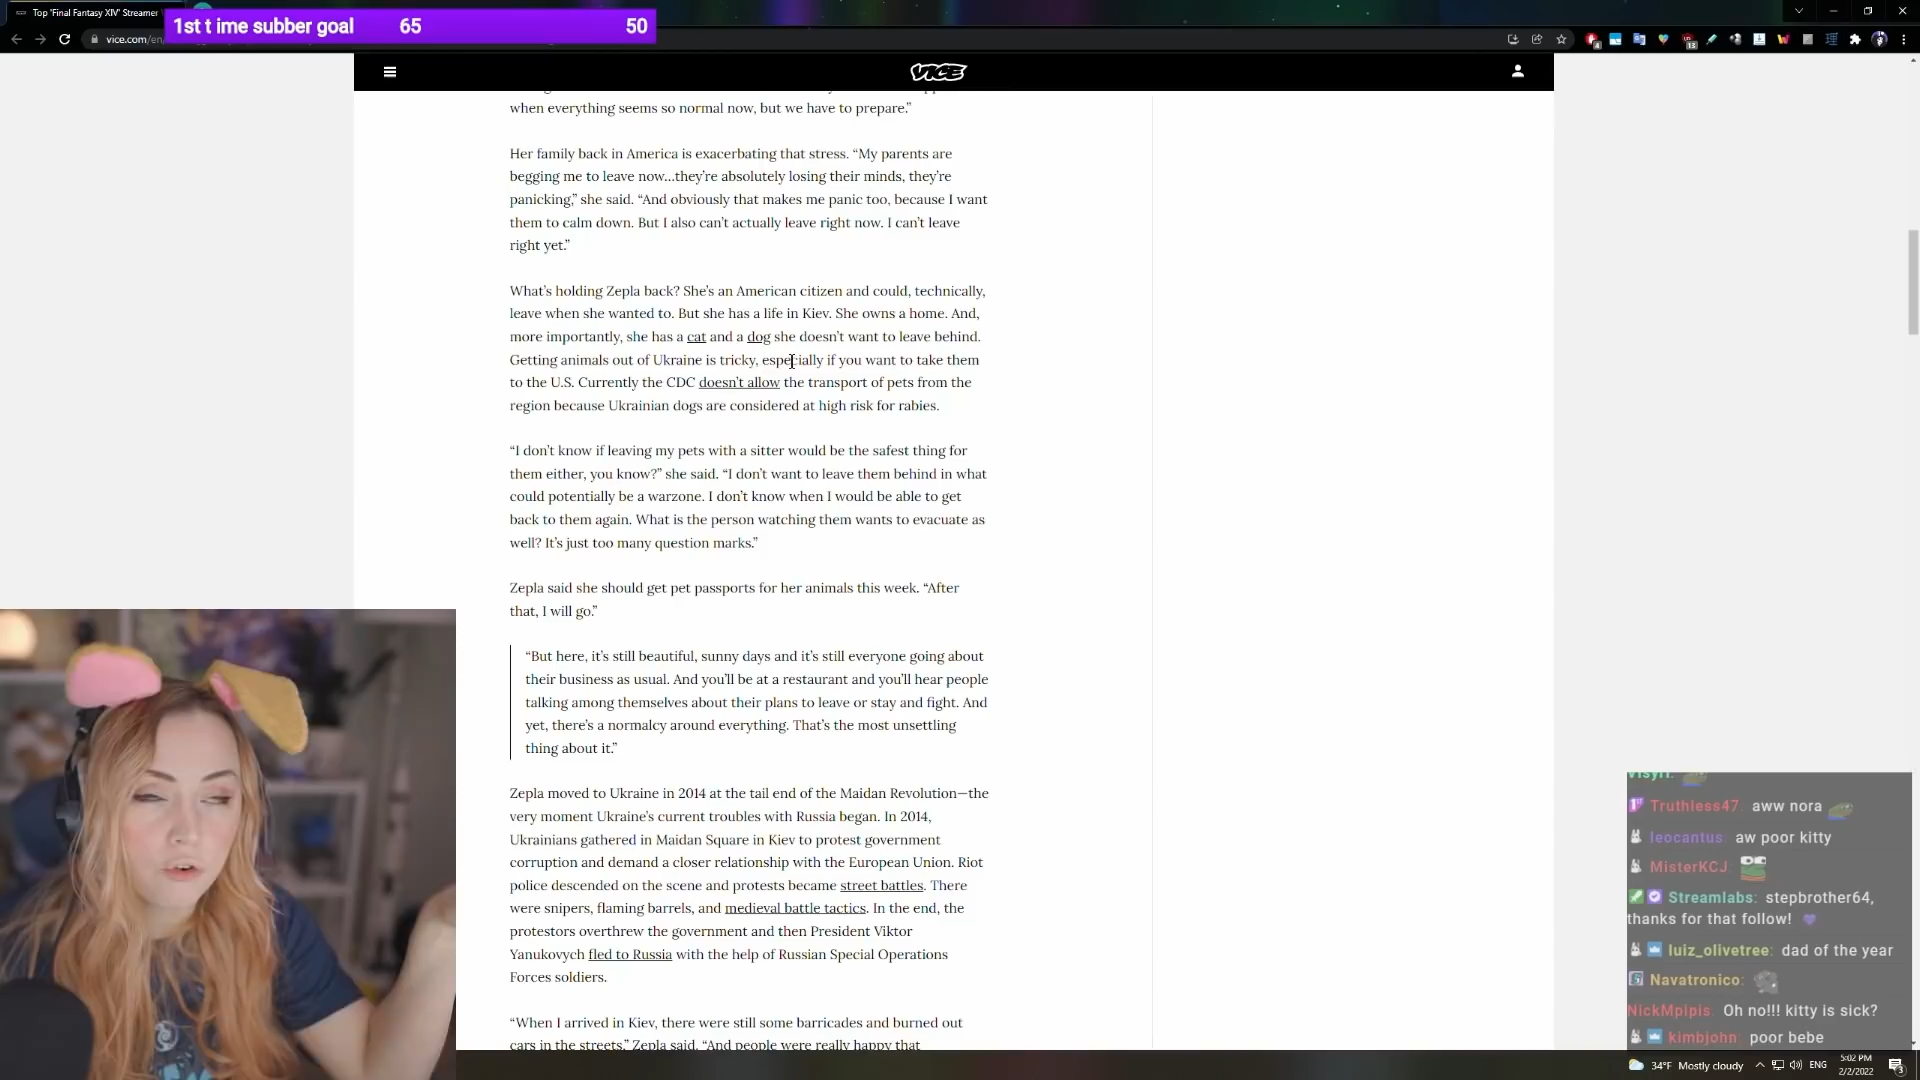 Top 'Final Fantasy XIV' Streamer
1st t ime subber goal 65 50
vice.com/en
VICE
when everything seems so normal now, but we have to prepare.”
Her family back in America is exacerbating that stress. “My parents are
begging me to leave now…they’re absolutely losing their minds, they’re
panicking,” she said. “And obviously that makes me panic too, because I want
them to calm down. But I also can’t actually leave right now. I can’t leave
right yet.”
What’s holding Zepla back? She’s an American citizen and could, technically,
leave when she wanted to. But she has a life in Kiev. She owns a home. And,
more importantly, she has a cat and a dog she doesn’t want to leave behind.
Getting animals out of Ukraine is tricky, especially if you want to take them
to the U.S. Currently the CDC doesn’t allow the transport of pets from the
region because Ukrainian dogs are considered at high risk for rabies.
“I don’t know if leaving my pets with a sitter would be the safest thing for
them either, you know?” she said. “I don’t want to leave them behind in what
could potentially be a warzone. I don’t know when I would be able to get
back to them again. What is the person watching them wants to evacuate as
well? It’s just too many question marks.”
Zepla said she should get pet passports for her animals this week. “After
that, I will go.”
“But here, it’s still beautiful, sunny days and it’s still everyone going about
their business as usual. And you’ll be at a restaurant and you’ll hear people
talking among themselves about their plans to leave or stay and fight. And
yet, there’s a normalcy around everything. That’s the most unsettling
thing about it.”
Zepla moved to Ukraine in 2014 at the tail end of the Maidan Revolution—the
very moment Ukraine’s current troubles with Russia began. In 2014,
Ukrainians gathered in Maidan Square in Kiev to protest government
corruption and demand a closer relationship with the European Union. Riot
police descended on the scene and protests became street battles. There
were snipers, flaming barrels, and medieval battle tactics. In the end, the
protestors overthrew the government and then President Viktor
Yanukovych fled to Russia with the help of Russian Special Operations
Forces soldiers.
“When I arrived in Kiev, there were still some barricades and burned out
cars in the streets,” Zepla said. “And people were really happy that
Truthless47: aww nora
leocantus: aw poor kitty
MisterKCJ:
Streamlabs: stepbrother64,
thanks for that follow!
luiz_olivetree: dad of the year
Navatronico:
NickMpipis: Oh no!!! kitty is sick?
kimbjohn: poor bebe
34°F Mostly cloudy
ENG
5:02 PM
2/2/2022